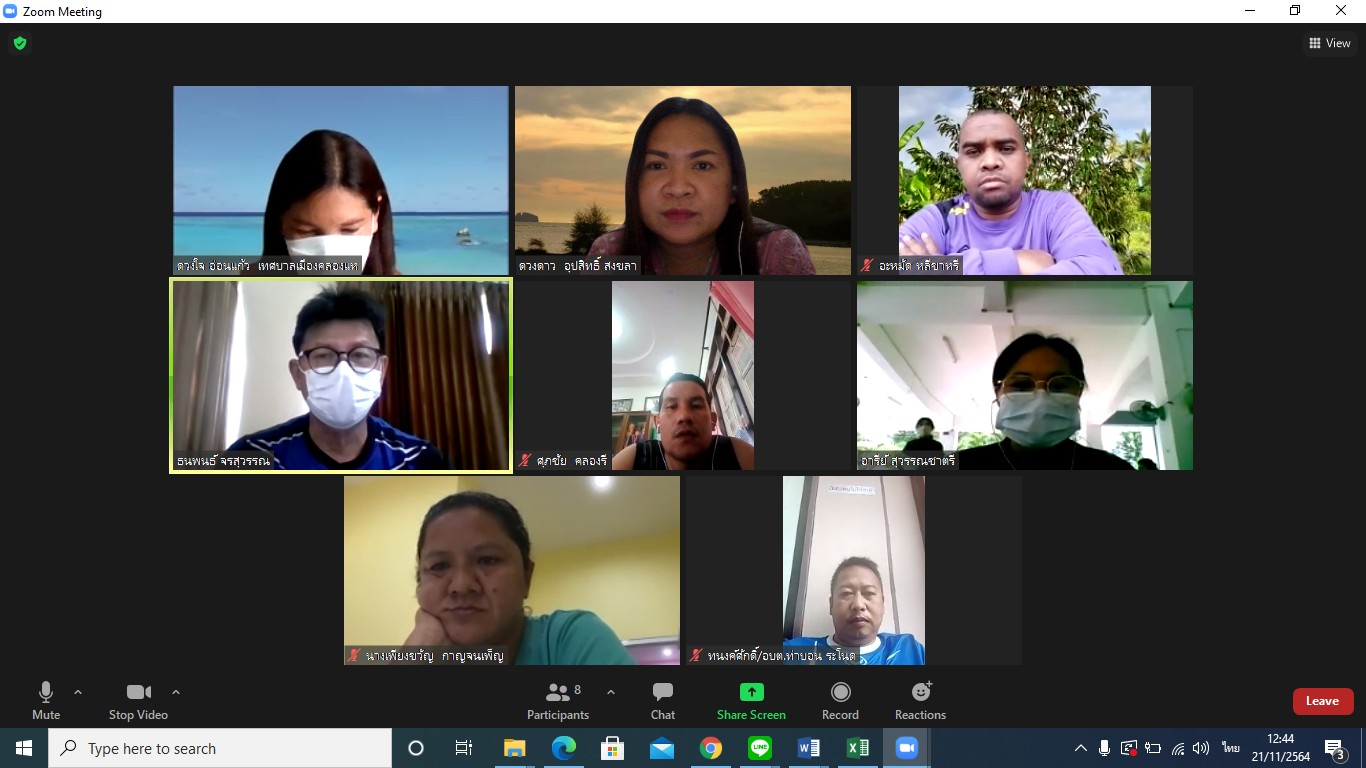 Zoom Meeting
View
ดวงใจ อ่อนแก้ว เทศบาลเมืองคลองแห
ดวงดาว อุปสิทธิ์ สงขลา
อะหมัด หลีขาหรี
ธนพนธ์ จรสุวรรณ
ศุภชัย คลองรี
อารีย์ สุวรรณชาตรี
นางเพียงขวัญ กาญจนเพ็ญ
ทนงค์ศักดิ์/อบต.ท่าบอน ระโนด
Mute
Stop Video
8
Participants
Chat
Share Screen
Record
Reactions
Leave
Type here to search
LINE
ไทย
12:44
21/11/2564
3